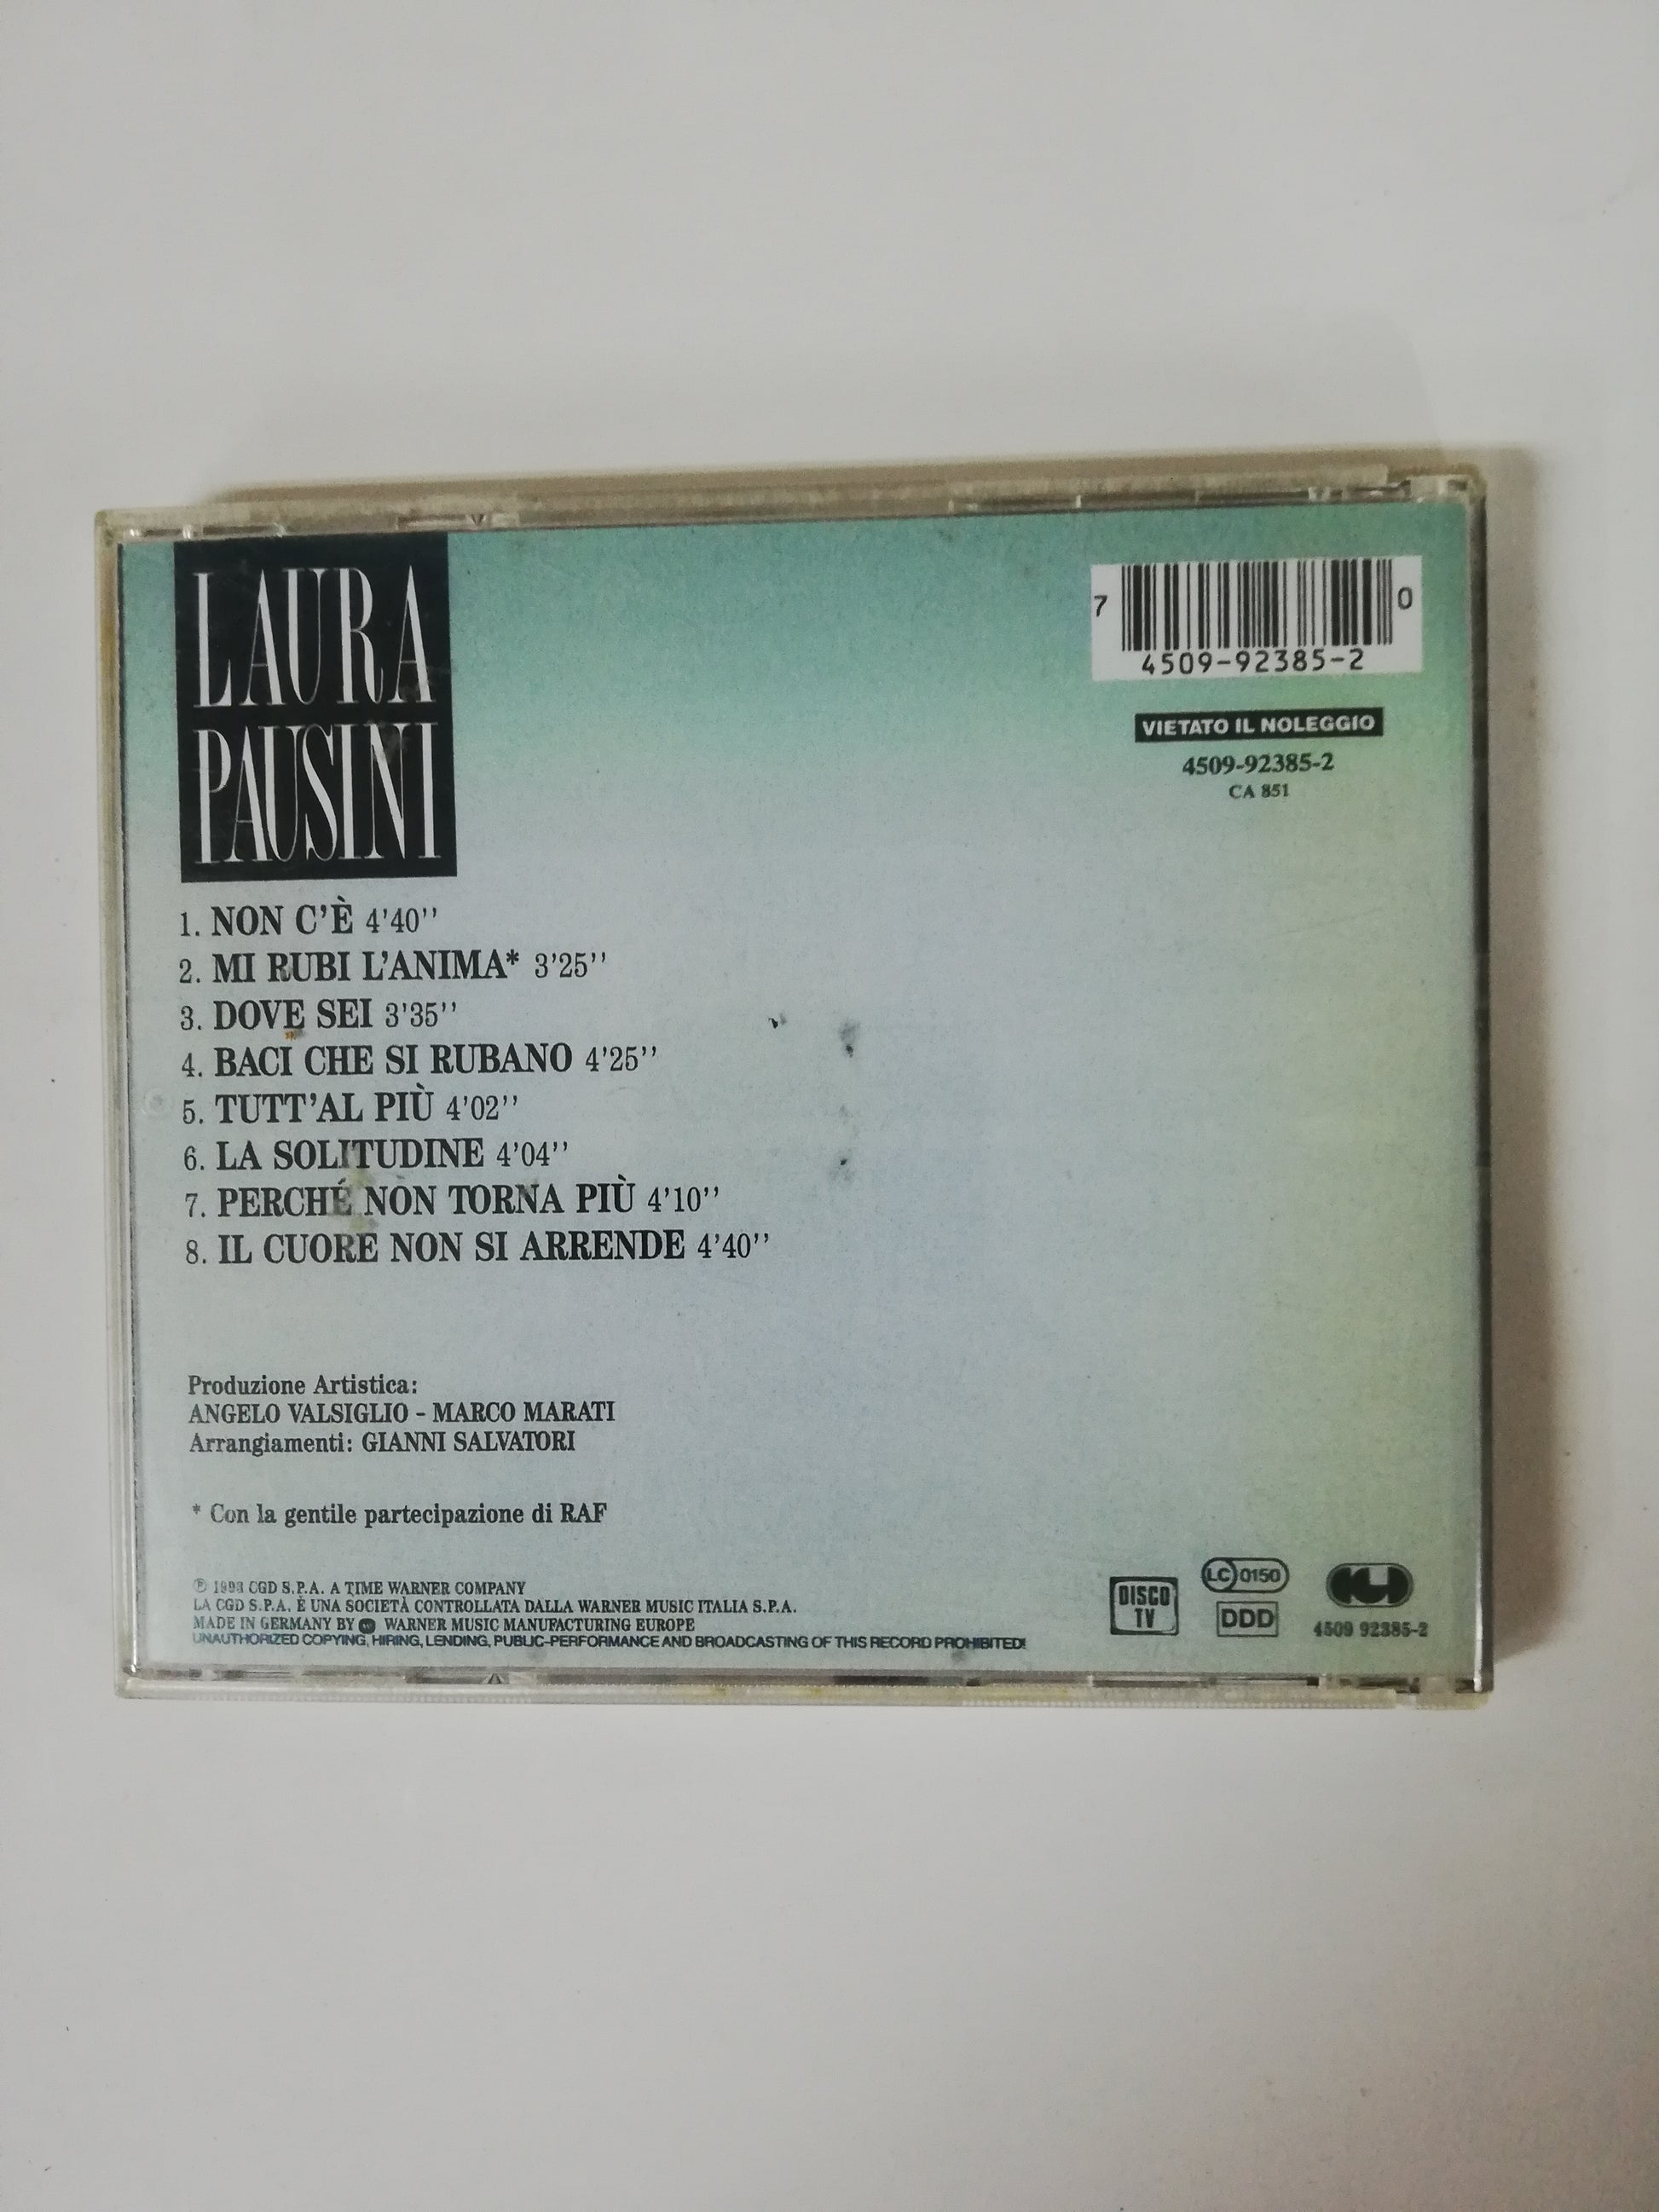 LAURA
PAUSINI
7 0
4509-92385-2
VIETATO IL NOLEGGIO
4509-92385-2
CA 851
1. NON C'È 4'40''
2. MI RUBI L'ANIMA* 3'25''
3. DOVE SEI 3'35''
4. BACI CHE SI RUBANO 4'25''
5. TUTT'AL PIÙ 4'02''
6. LA SOLITUDINE 4'04''
7. PERCHÉ NON TORNA PIÙ 4'10''
8. IL CUORE NON SI ARRENDE 4'40''
Produzione Artistica:
ANGELO VALSIGLIO - MARCO MARATI
Arrangiamenti: GIANNI SALVATORI
* Con la gentile partecipazione di RAF
℗ 1993 CGD S.P.A. A TIME WARNER COMPANY
LA CGD S.P.A. È UNA SOCIETÀ CONTROLLATA DALLA WARNER MUSIC ITALIA S.P.A.
MADE IN GERMANY BY WARNER MUSIC MANUFACTURING EUROPE
UNAUTHORIZED COPYING, HIRING, LENDING, PUBLIC-PERFORMANCE AND BROADCASTING OF THIS RECORD PROHIBITED!
DISCO
TV
LC 0150
DDD
4509 92385-2